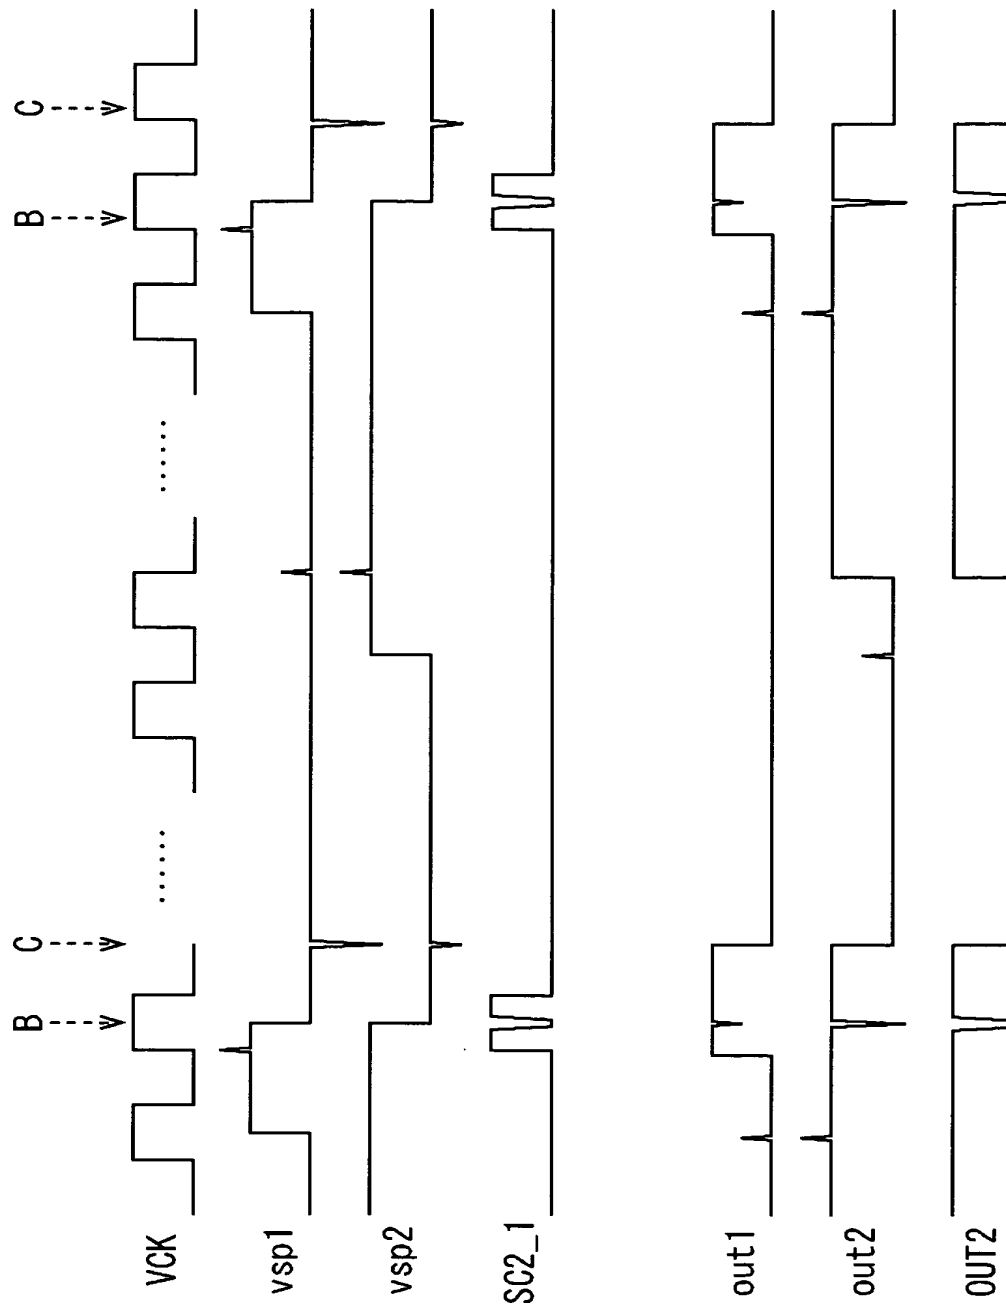 B
C
B
C
VCK
......
......
vsp1
vsp2
SC2_1
out1
out2
OUT2